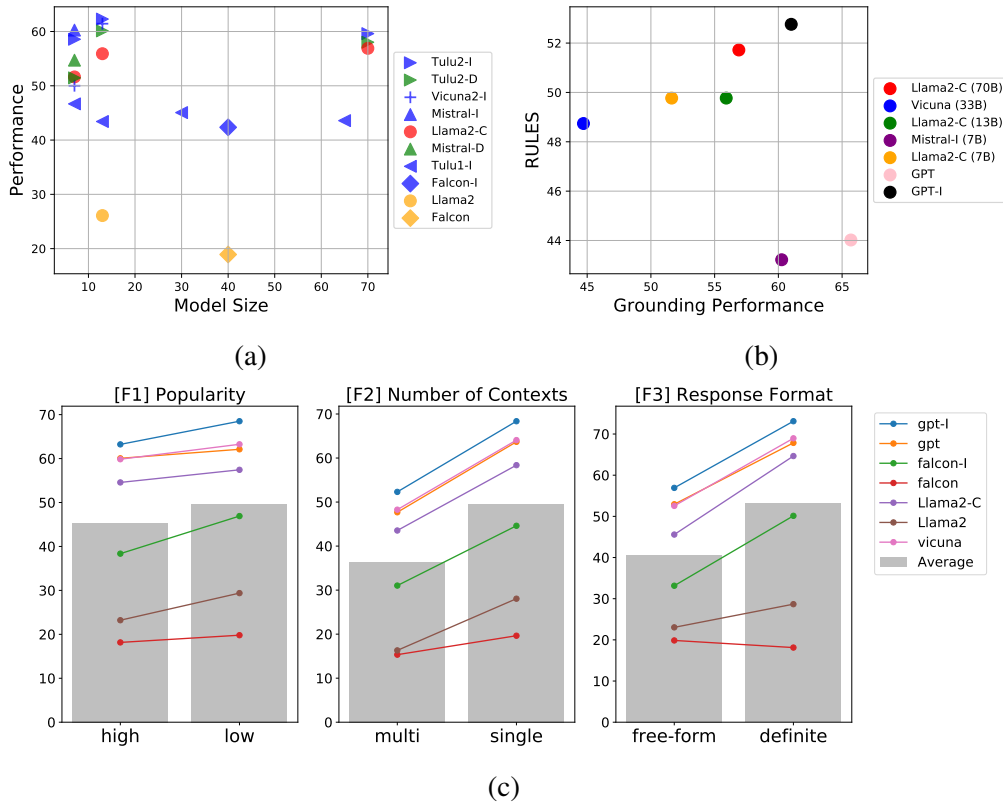 60
50
40
30
20
Performance
10
20
30
40
50
60
70
Model Size
Tulu2-I
Tulu2-D
Vicuna2-I
Mistral-I
Llama2-C
Mistral-D
Tulu1-I
Falcon-I
Llama2
Falcon
(a)
52
50
48
46
44
RULES
45
50
55
60
65
Grounding Performance
Llama2-C (70B)
Vicuna (33B)
Llama2-C (13B)
Mistral-I (7B)
Llama2-C (7B)
GPT
GPT-I
(b)
[F1] Popularity
70
60
50
40
30
20
10
0
high
low
[F2] Number of Contexts
70
60
50
40
30
20
10
0
multi
single
[F3] Response Format
70
60
50
40
30
20
10
0
free-form
definite
gpt-I
gpt
falcon-I
falcon
Llama2-C
Llama2
vicuna
Average
(c)